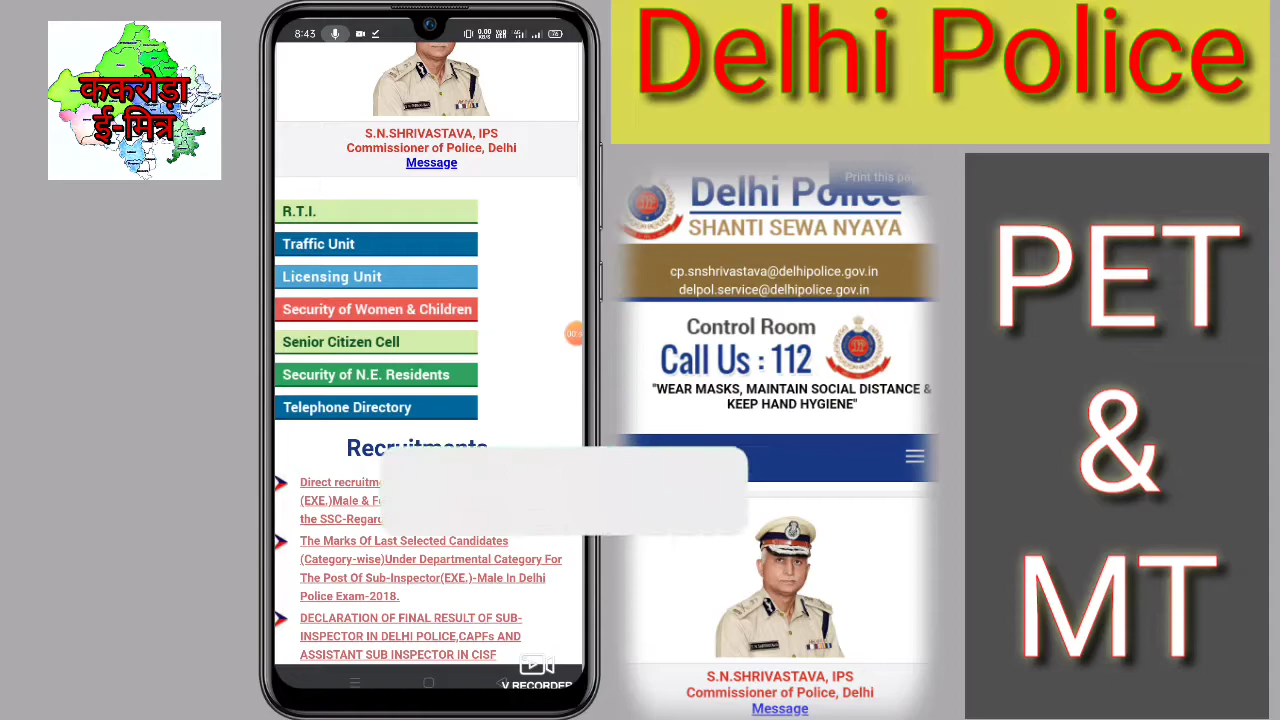 ककरोड़ा
ई-मित्र
8:43
S.N.SHRIVASTAVA, IPS
Commissioner of Police, Delhi
Message
R.T.I.
Traffic Unit
Licensing Unit
Security of Women & Children
Senior Citizen Cell
Security of N.E. Residents
Telephone Directory
Recruitments
Direct
(EXE.)Male &
the
The Marks Of Last Selected Candidates
(Category-wise)Under Departmental Category For
The Post Of Sub-Inspector(EXE.)-Male In Delhi
Police Exam-2018.
DECLARATION OF FINAL RESULT OF SUB-
INSPECTOR IN DELHI POLICE,CAPFs AND
ASSISTANT SUB INSPECTOR IN CISF
V RECORDER
Delhi Police
Print this
Delhi Police
SHANTI SEWA NYAYA
cp.snshrivastava@delhipolice.gov.in
delpol.service@delhipolice.gov.in
Control Room
Call Us : 112
"WEAR MASKS, MAINTAIN SOCIAL DISTANCE &
KEEP HAND HYGIENE"
S.N.SHRIVASTAVA, IPS
Commissioner of Police, Delhi
Message
PET
&
MT